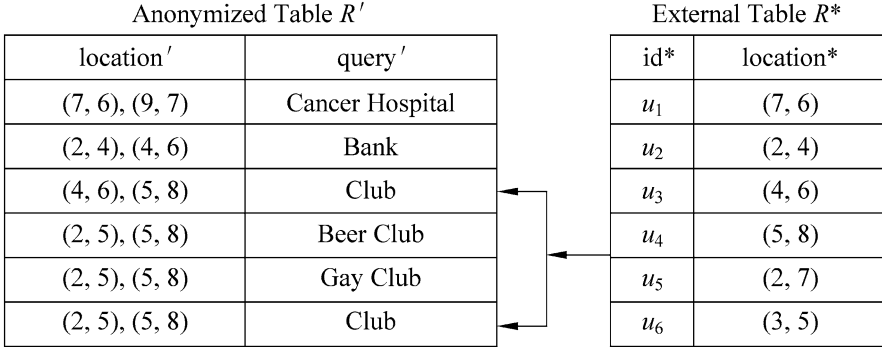 Anonymized Table R′ External Table R*
location′ query′ id* location*
(7, 6), (9, 7) Cancer Hospital u1 (7, 6)
(2, 4), (4, 6) Bank u2 (2, 4)
(4, 6), (5, 8) Club u3 (4, 6)
(2, 5), (5, 8) Beer Club u4 (5, 8)
(2, 5), (5, 8) Gay Club u5 (2, 7)
(2, 5), (5, 8) Club u6 (3, 5)